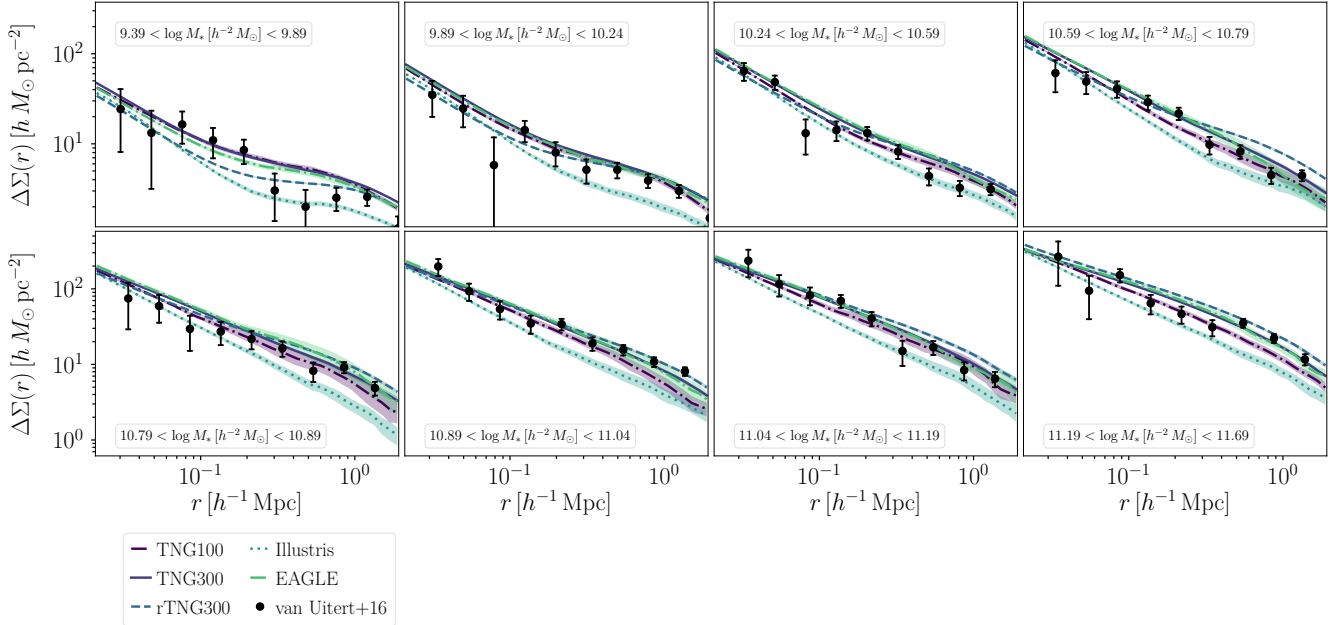 9.39 < log M∗ [h⁻² M⊙] < 9.89
9.89 < log M∗ [h⁻² M⊙] < 10.24
10.24 < log M∗ [h⁻² M⊙] < 10.59
10.59 < log M∗ [h⁻² M⊙] < 10.79
10²
10¹
ΔΣ(r) [h M⊙ pc⁻²]
10.79 < log M∗ [h⁻² M⊙] < 10.89
10.89 < log M∗ [h⁻² M⊙] < 11.04
11.04 < log M∗ [h⁻² M⊙] < 11.19
11.19 < log M∗ [h⁻² M⊙] < 11.69
10²
10¹
10⁰
ΔΣ(r) [h M⊙ pc⁻²]
10⁻¹ 10⁰ 10⁻¹ 10⁰ 10⁻¹ 10⁰ 10⁻¹ 10⁰
r [h⁻¹ Mpc] r [h⁻¹ Mpc] r [h⁻¹ Mpc] r [h⁻¹ Mpc]
TNG100 Illustris
TNG300 EAGLE
rTNG300 van Uitert+16